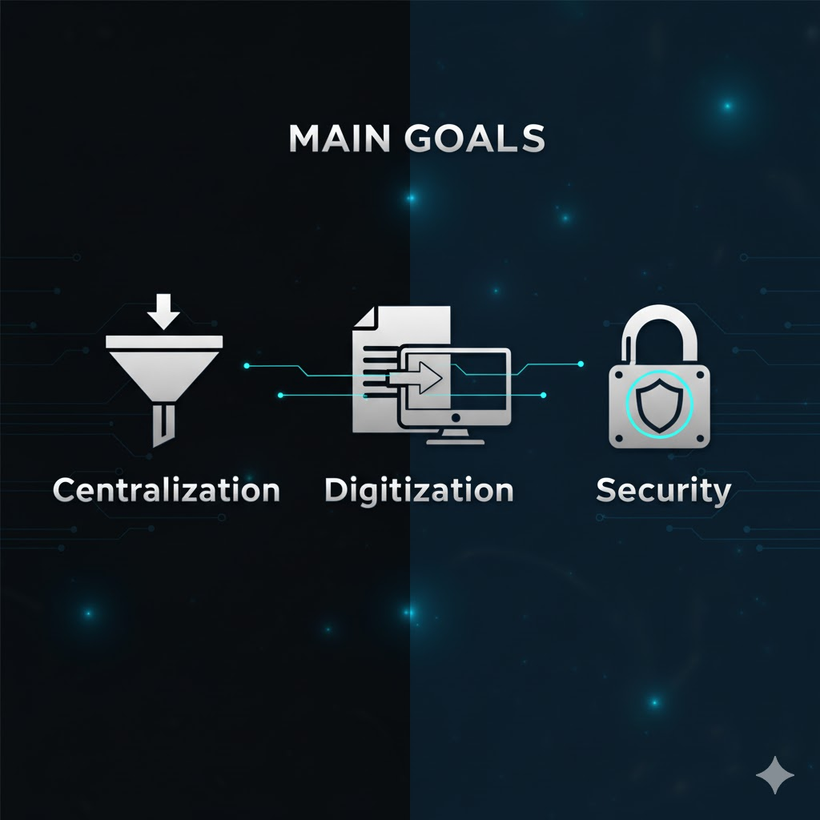 MAIN GOALS
Centralization
Digitization
Security